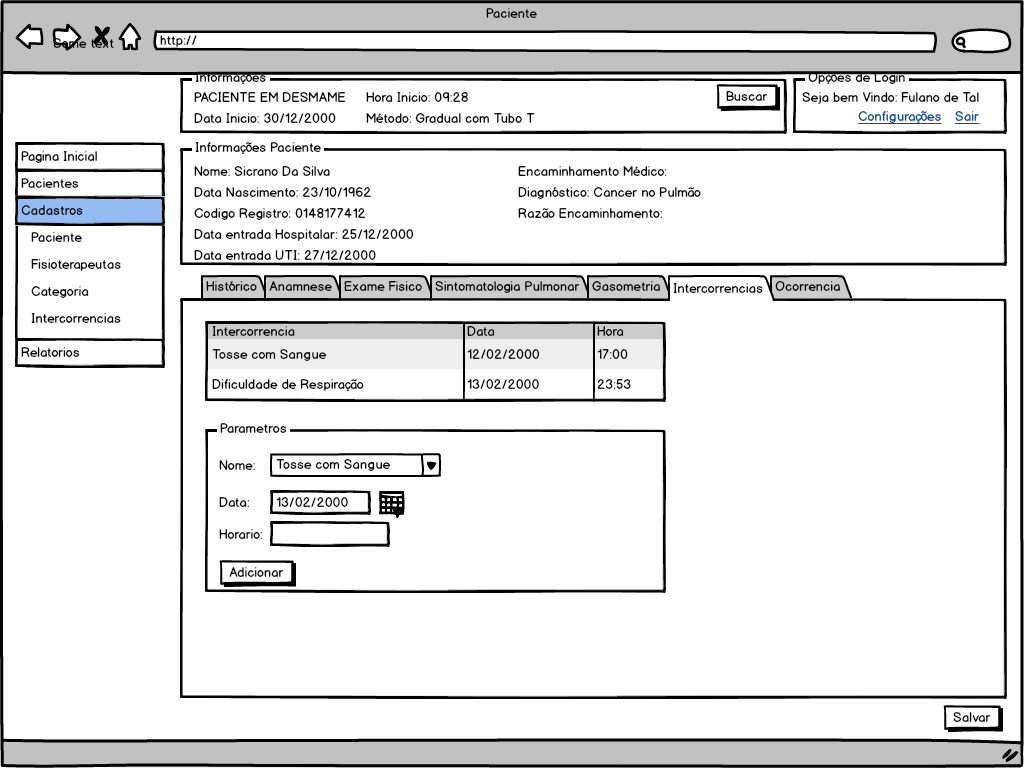 Paciente
Some text
http://
Informações
PACIENTE EM DESMAME Hora Inicio: 09:28
Data Inicio: 30/12/2000 Método: Gradual com Tubo T
Buscar
Opções de Login
Seja bem Vindo: Fulano de Tal
Configurações Sair
Pagina Inicial
Pacientes
Cadastros
Paciente
Fisioterapeutas
Categoria
Intercorrencias
Relatorios
Informações Paciente
Nome: Sicrano Da Silva
Data Nascimento: 23/10/1962
Codigo Registro: 0148177412
Data entrada Hospitalar: 25/12/2000
Data entrada UTI: 27/12/2000
Encaminhamento Médico:
Diagnóstico: Cancer no Pulmão
Razão Encaminhamento:
Histórico Anamnese Exame Fisico Sintomatologia Pulmonar Gasometria Intercorrencias Ocorrencia
Intercorrencia Data Hora
Tosse com Sangue 12/02/2000 17:00
Dificuldade de Respiração 13/02/2000 23:53
Parametros
Nome: Tosse com Sangue
Data: 13/02/2000
Horario:
Adicionar
Salvar